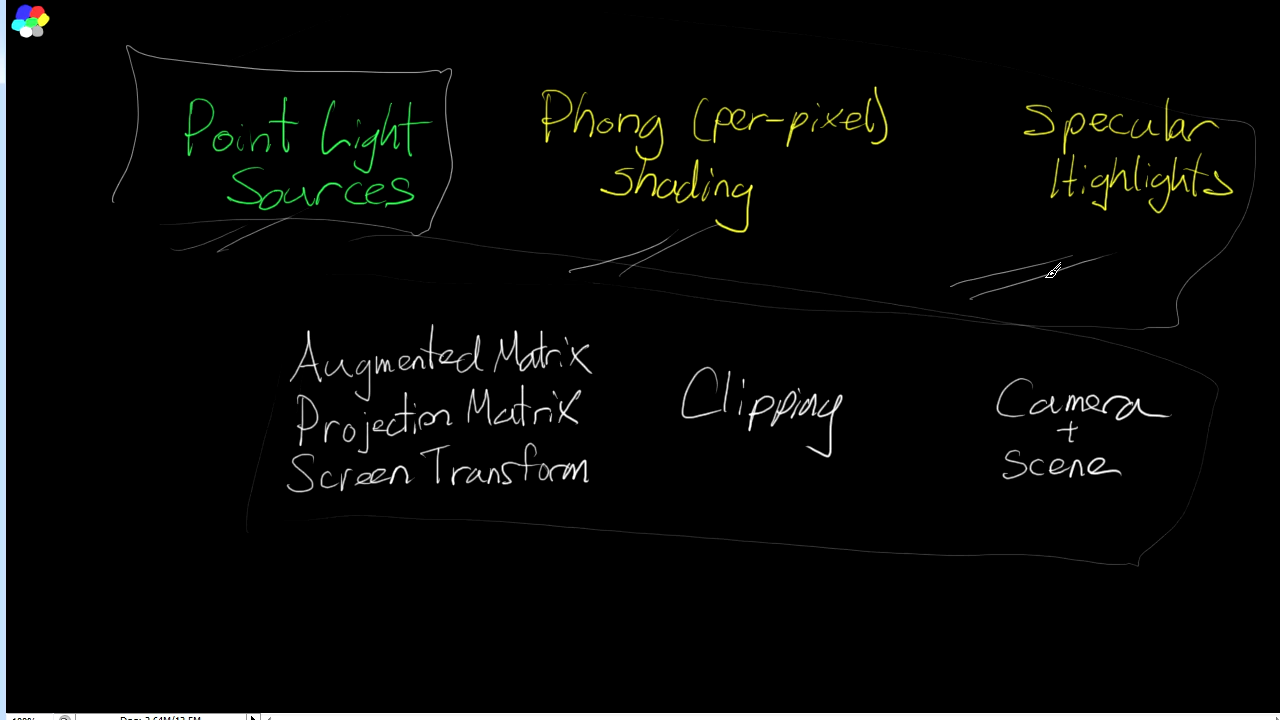 Point Light
Sources
Phong (per-pixel)
Shading
Specular
Highlights
Augmented Matrix
Projection Matrix
Screen Transform
Clipping
Camera
+
Scene